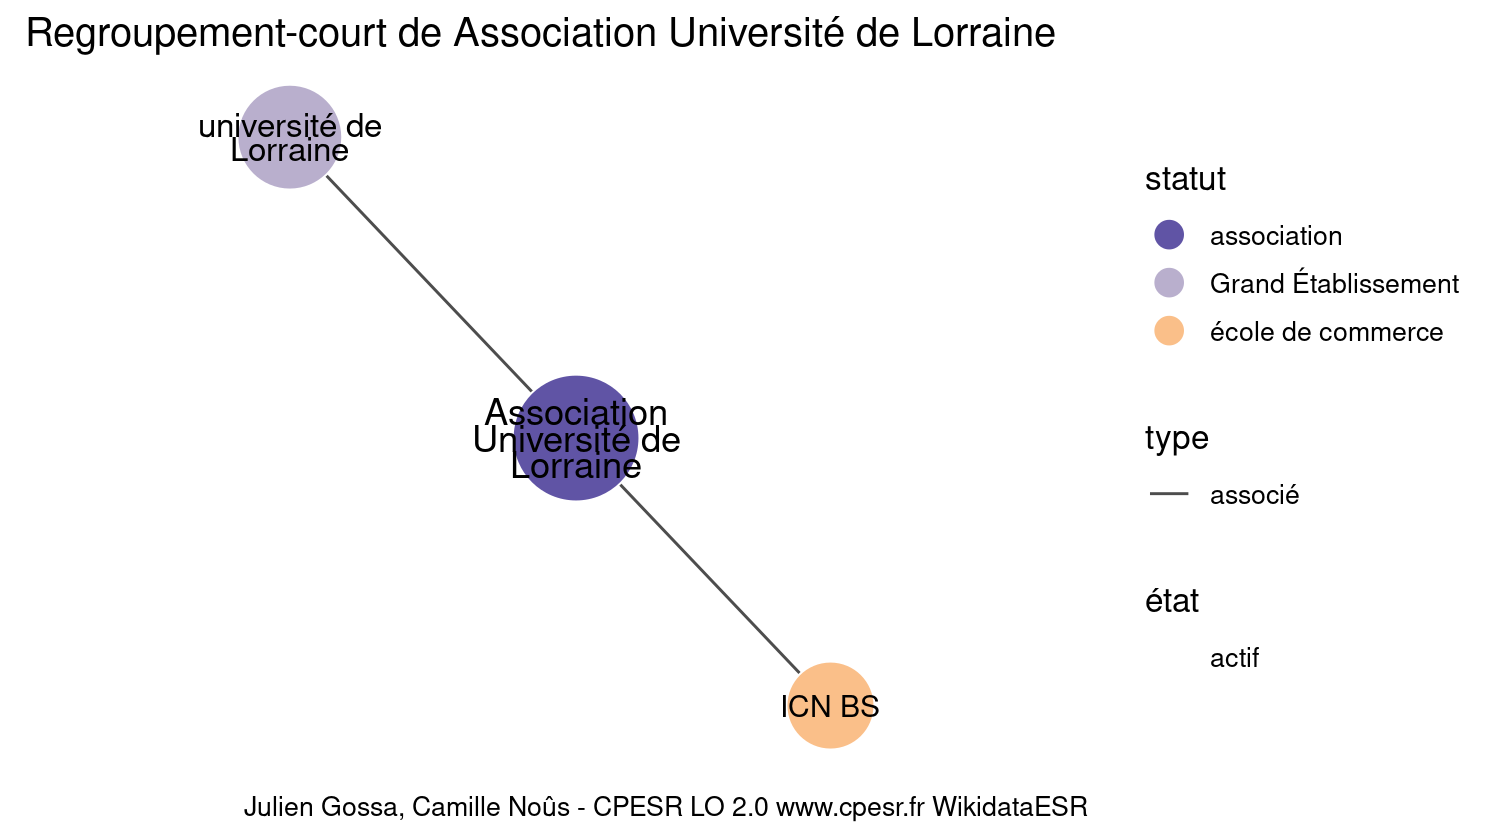 Regroupement-court de Association Université de Lorraine
université de
Lorraine
Association
Université de
Lorraine
ICN BS
statut
association
Grand Établissement
école de commerce
type
associé
état
actif
Julien Gossa, Camille Noûs - CPESR LO 2.0 www.cpesr.fr WikidataESR